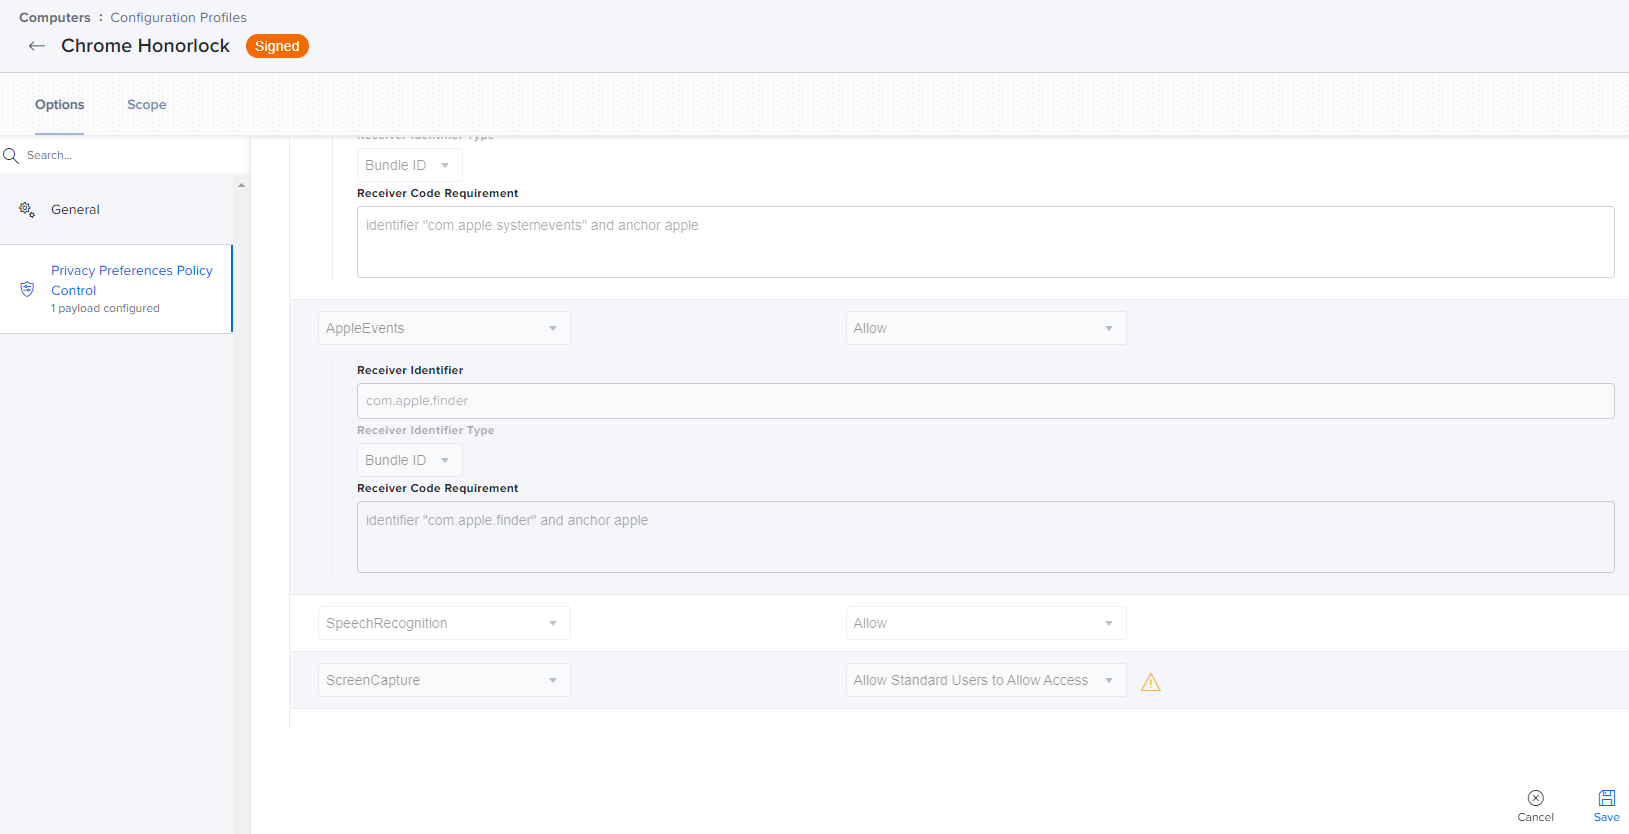 Computers : Configuration Profiles
Chrome Honorlock Signed
Options Scope
Search...
General
Privacy Preferences Policy
Control
1 payload configured
Receiver Identifier Type
Bundle ID
Receiver Code Requirement
identifier "com.apple.systemevents" and anchor apple
AppleEvents Allow
Receiver Identifier
com.apple.finder
Receiver Identifier Type
Bundle ID
Receiver Code Requirement
identifier "com.apple.finder" and anchor apple
SpeechRecognition Allow
ScreenCapture Allow Standard Users to Allow Access
Cancel Save